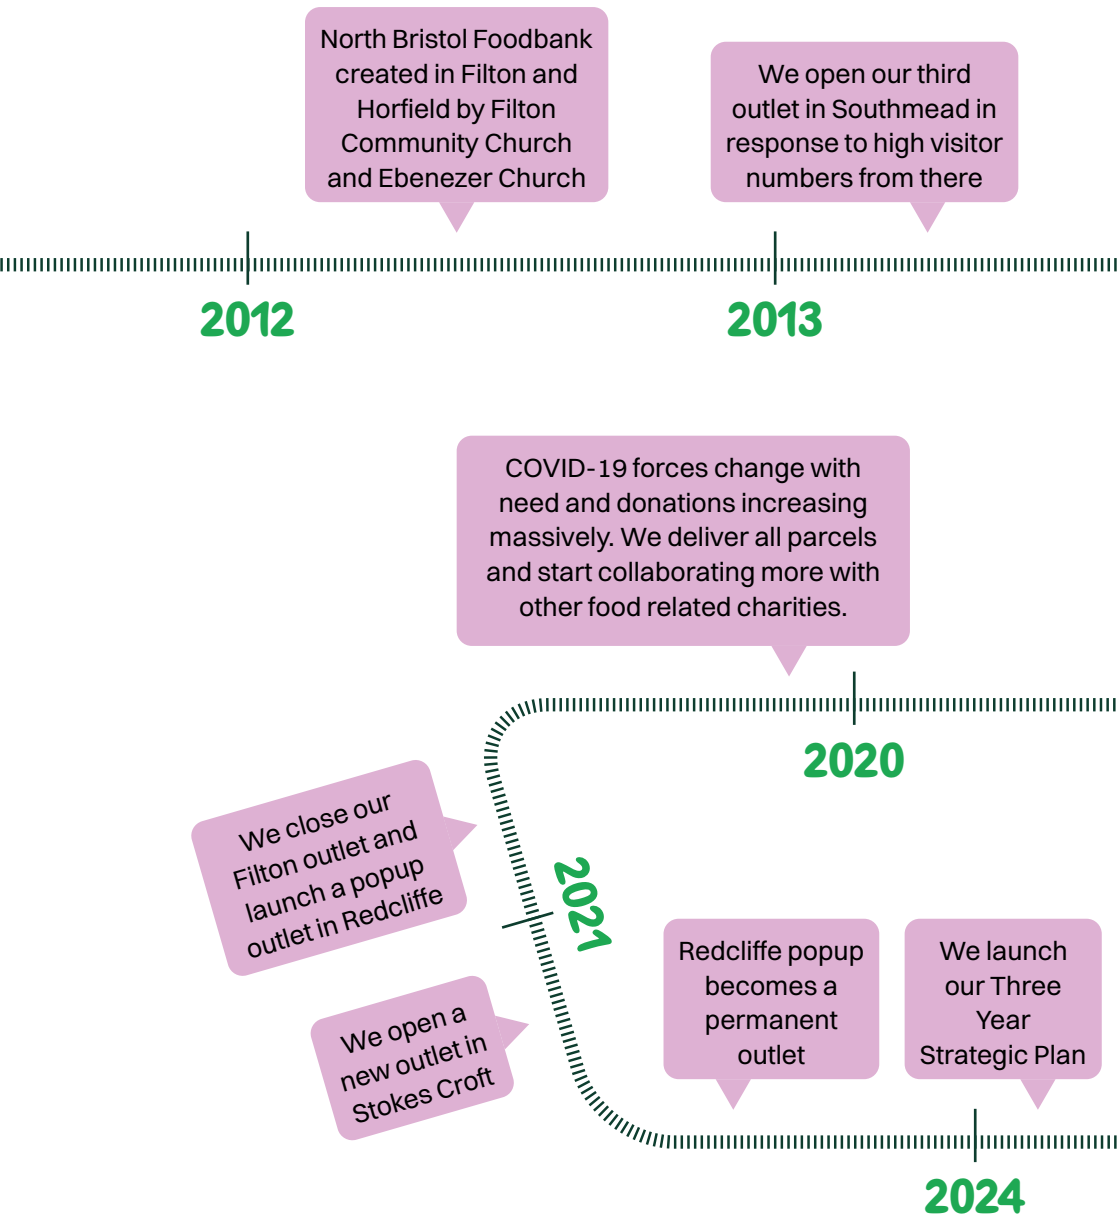 North Bristol Foodbank
created in Filton and
Horfield by Filton
Community Church
and Ebenezer Church
We open our third
outlet in Southmead in
response to high visitor
numbers from there
2012
2013
COVID-19 forces change with
need and donations increasing
massively. We deliver all parcels
and start collaborating more with
other food related charities.
2020
We close our
Filton outlet and
launch a popup
outlet in Redcliffe
2021
We open a
new outlet in
Stokes Croft
Redcliffe popup
becomes a
permanent
outlet
We launch
our Three
Year
Strategic Plan
2024